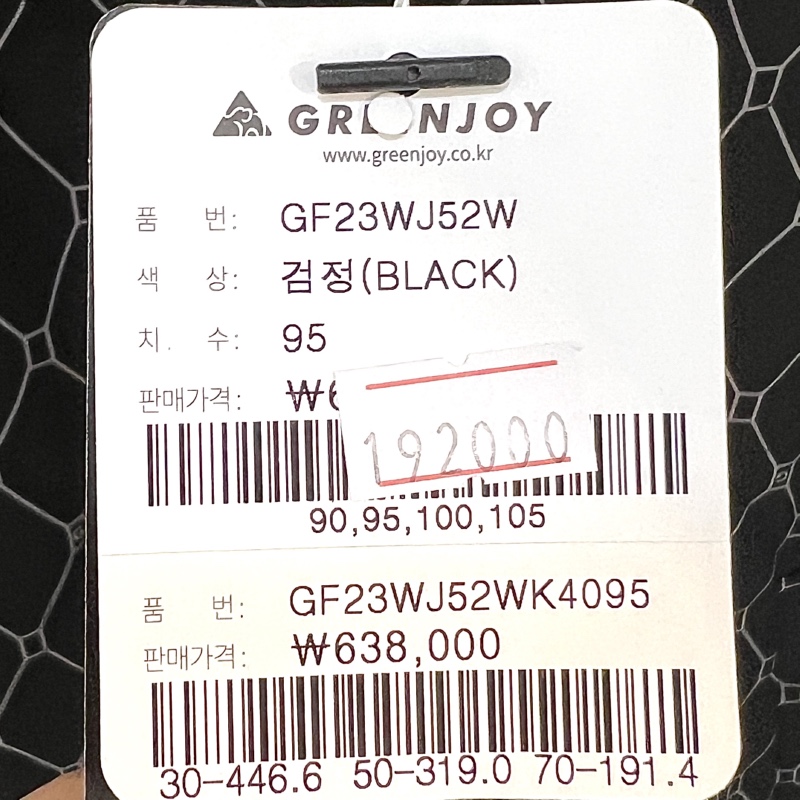 GREENJOY
www.greenjoy.co.kr
품 번: GF23WJ52W
색 상: 검정(BLACK)
치 수: 95
판매가격: ₩6
192000
90,95,100,105
품 번: GF23WJ52WK4095
판매가격: ₩638,000
30-446.6 50-319.0 70-191.4